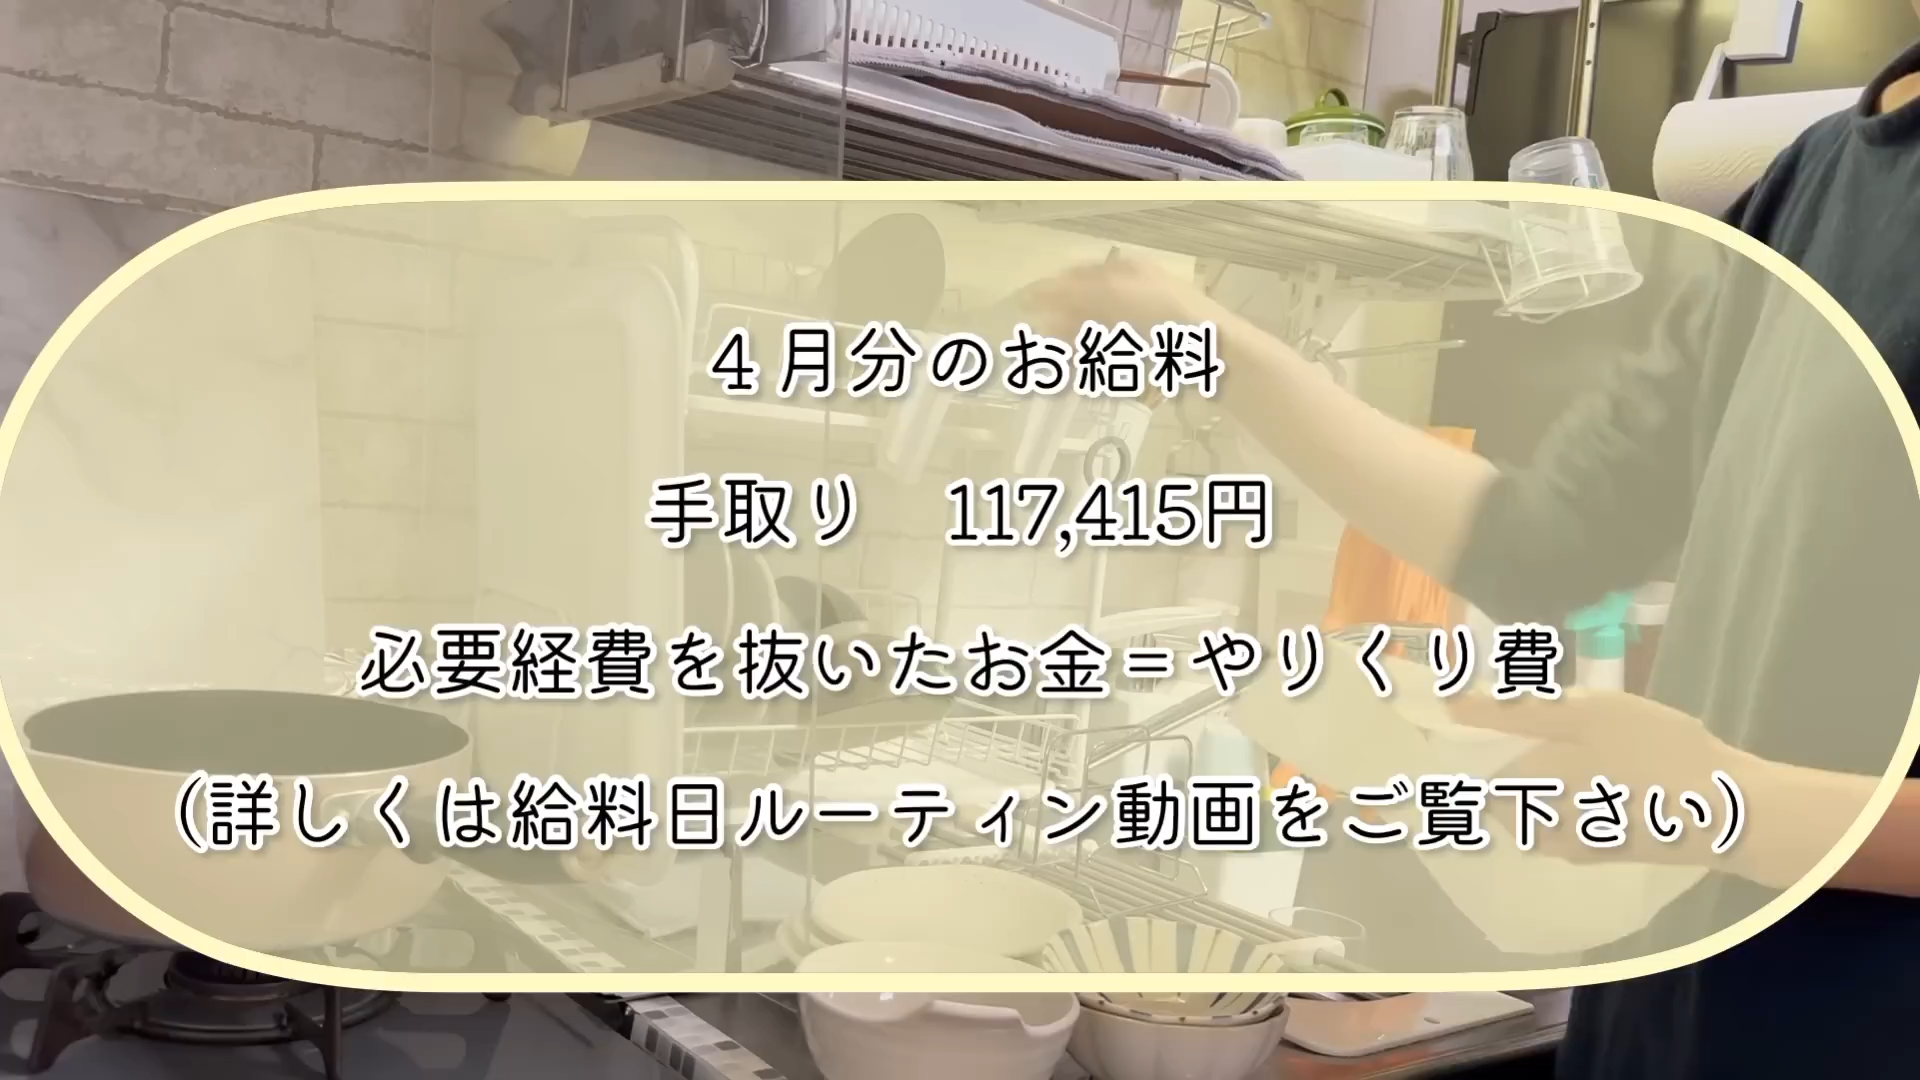 ４月分のお給料
手取り　117,415円
必要経費を抜いたお金＝やりくり費
（詳しくは給料日ルーティン動画をご覧下さい）